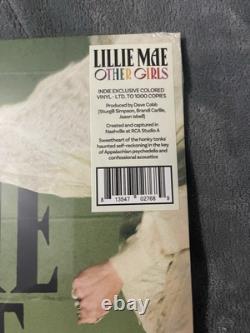 LILLIE MAE
OTHER GIRLS
INDIE EXCLUSIVE COLORED
VINYL - LTD. TO 1000 COPIES
Produced by Dave Cobb
(Sturgill Simpson, Brandi Carlile,
Jason Isbell)
Created and captured in
Nashville at RCA Studio A
Sweetheart of the honky tonks'
haunted self-reckoning in the key
of Appalachian psychedelia and
confessional acoustics
8 13547 02768 9